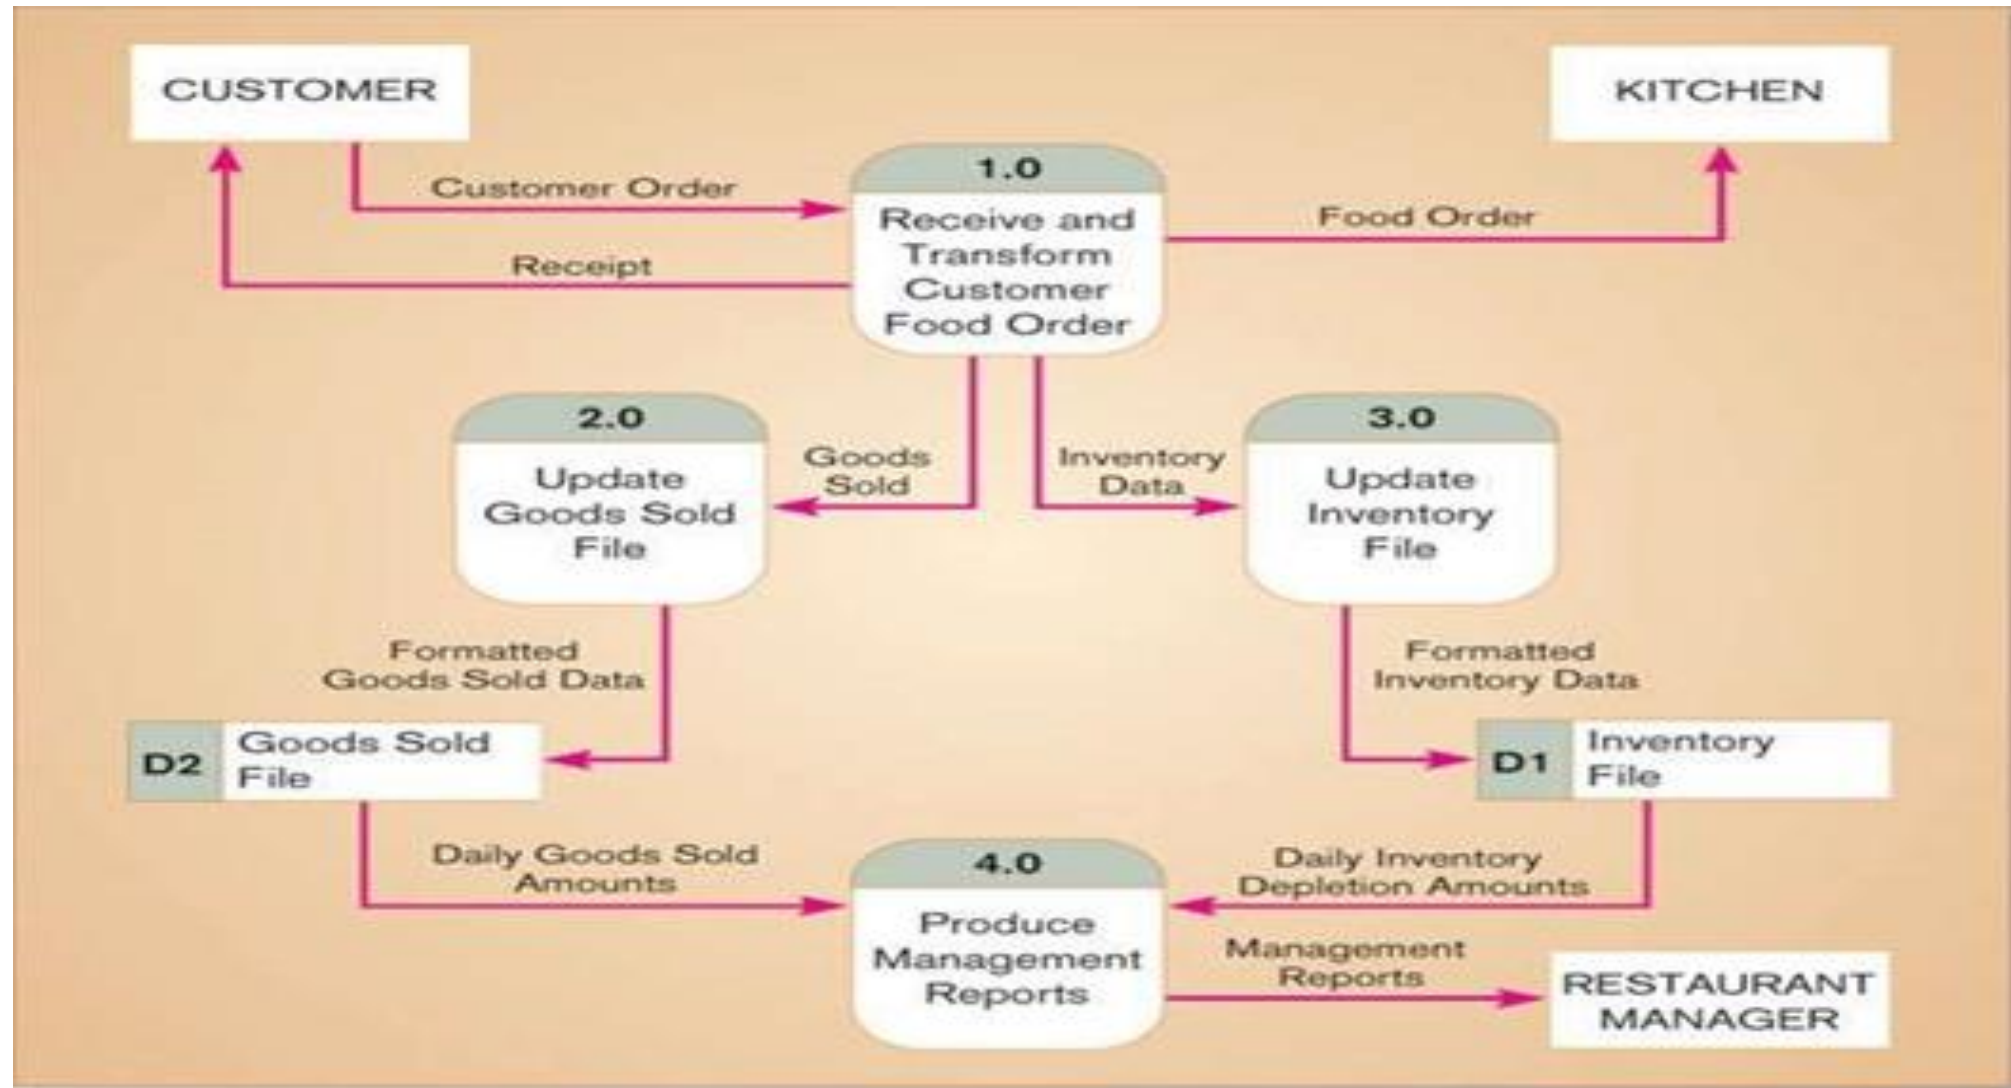 CUSTOMER
KITCHEN
1.0
Receive and
Transform
Customer
Food Order
Customer Order
Receipt
Food Order
2.0
Update
Goods Sold
File
Goods
Sold
Inventory
Data
3.0
Update
Inventory
File
Formatted
Goods Sold Data
Formatted
Inventory Data
D2
Goods Sold
File
D1
Inventory
File
Daily Goods Sold
Amounts
4.0
Produce
Management
Reports
Daily Inventory
Depletion Amounts
Management
Reports
RESTAURANT
MANAGER